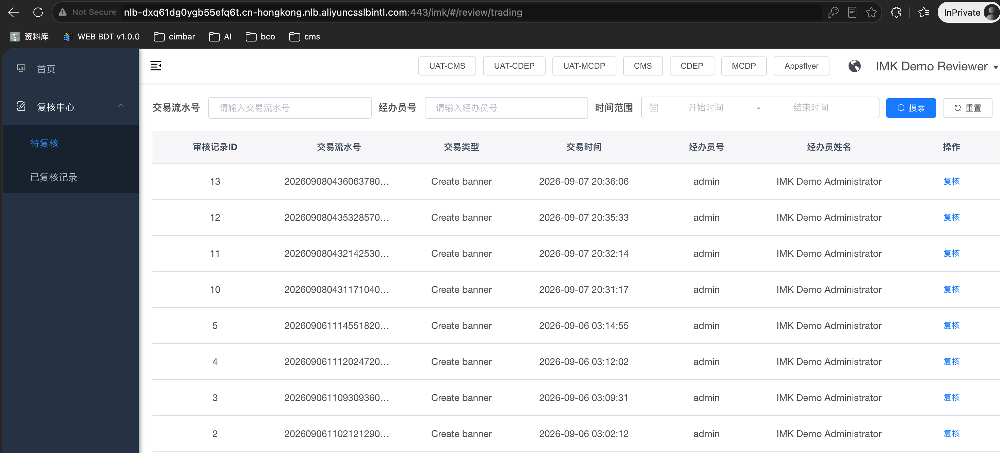 Not Secure nlb-dxq61dg0ygb55efq6t.cn-hongkong.nlb.aliyuncsslbintl.com:443/imk/#/review/trading InPrivate
资料库 WEB BDT v1.0.0 cimbar AI bco cms
首页
复核中心
待复核
已复核记录
UAT-CMS UAT-CDEP UAT-MCDP CMS CDEP MCDP Appsflyer IMK Demo Reviewer
交易流水号 请输入交易流水号 经办员号 请输入经办员号 时间范围 开始时间 - 结束时间 搜索 重置
审核记录ID 交易流水号 交易类型 交易时间 经办员号 经办员姓名 操作
13 202609080436063780... Create banner 2026-09-07 20:36:06 admin IMK Demo Administrator 复核
12 202609080435328570... Create banner 2026-09-07 20:35:33 admin IMK Demo Administrator 复核
11 202609080432142530... Create banner 2026-09-07 20:32:14 admin IMK Demo Administrator 复核
10 202609080431171040... Create banner 2026-09-07 20:31:17 admin IMK Demo Administrator 复核
5 202609061114551820... Create banner 2026-09-06 03:14:55 admin IMK Demo Administrator 复核
4 202609061112024720... Create banner 2026-09-06 03:12:02 admin IMK Demo Administrator 复核
3 202609061109309360... Create banner 2026-09-06 03:09:31 admin IMK Demo Administrator 复核
2 202609061102121290... Create banner 2026-09-06 03:02:12 admin IMK Demo Administrator 复核